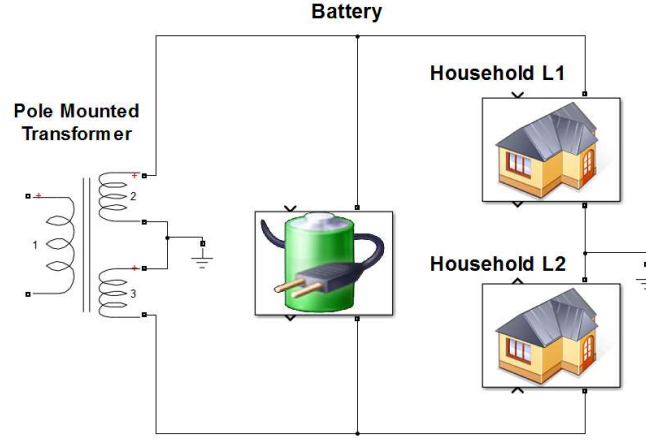 Battery
Household L1
Pole Mounted
Transformer
+
+
2
1
Household L2
+
3